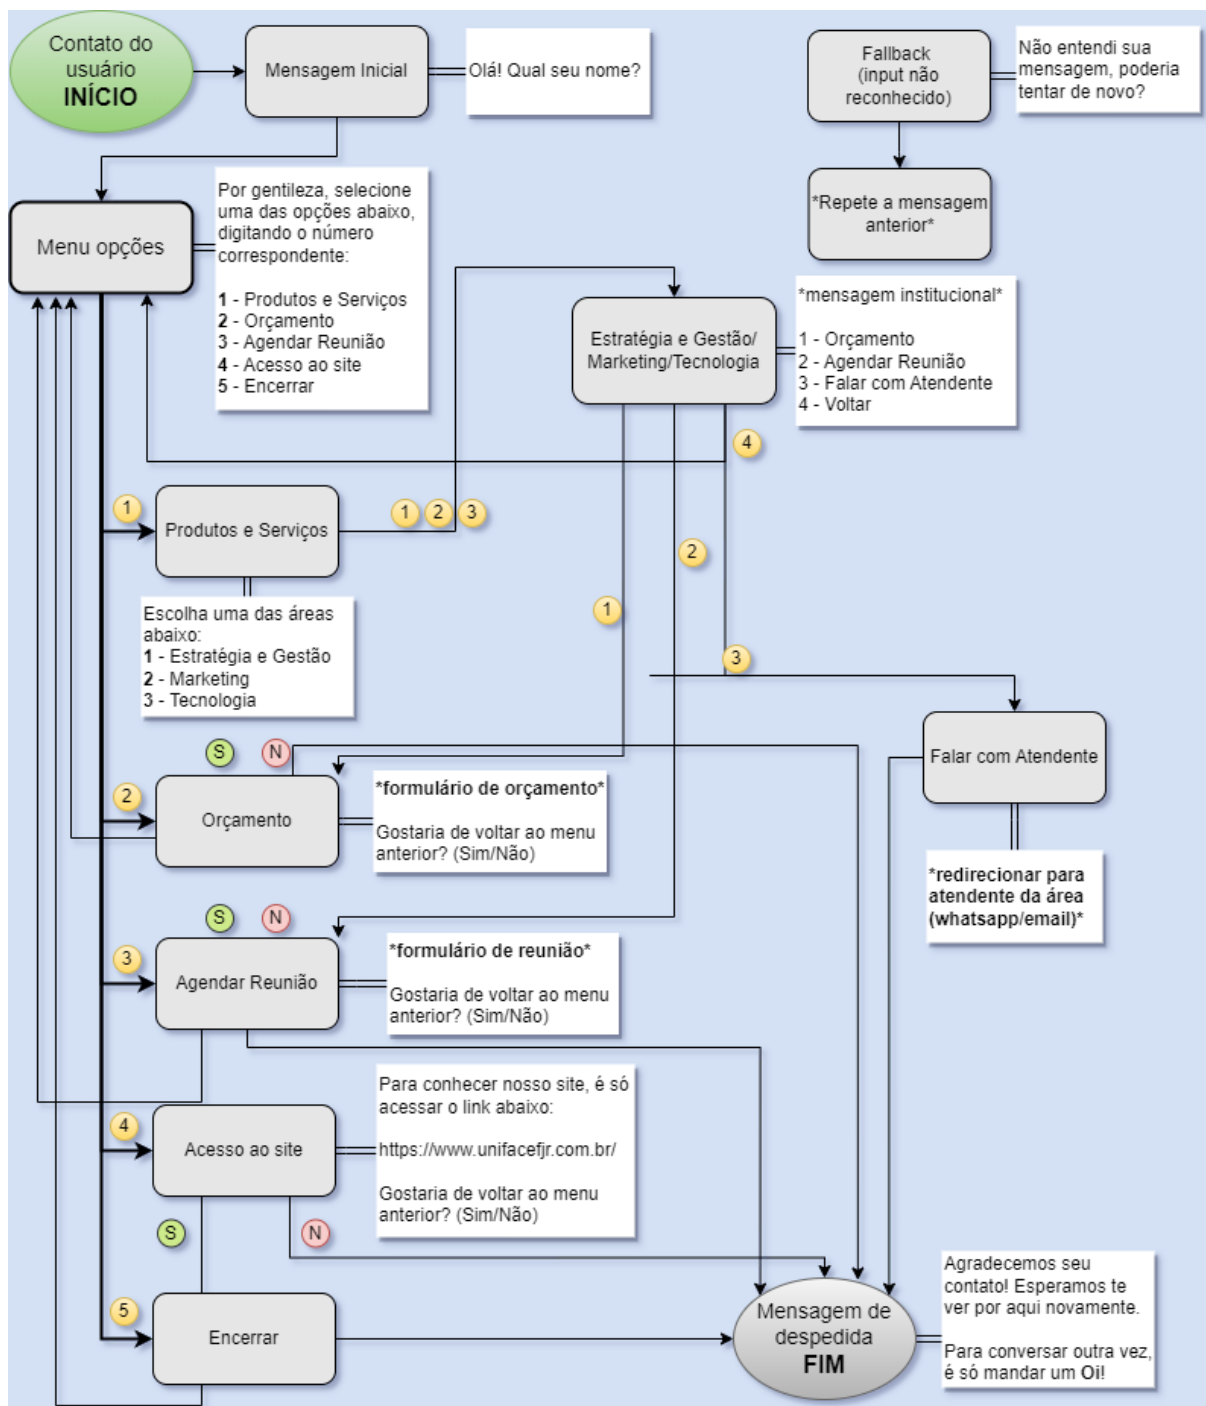 Contato do
usuário
INÍCIO
Mensagem Inicial
Olá! Qual seu nome?
Fallback
(input não
reconhecido)
Não entendi sua
mensagem, poderia
tentar de novo?
*Repete a mensagem
anterior*
Menu opções
Por gentileza, selecione
uma das opções abaixo,
digitando o número
correspondente:
1 - Produtos e Serviços
2 - Orçamento
3 - Agendar Reunião
4 - Acesso ao site
5 - Encerrar
Estratégia e Gestão/
Marketing/Tecnologia
*mensagem institucional*
1 - Orçamento
2 - Agendar Reunião
3 - Falar com Atendente
4 - Voltar
4
1
Produtos e Serviços
1
2
3
2
Escolha uma das áreas
abaixo:
1 - Estratégia e Gestão
2 - Marketing
3 - Tecnologia
1
3
Falar com Atendente
*redirecionar para
atendente da área
(whatsapp/email)*
S
N
2
Orçamento
*formulário de orçamento*
Gostaria de voltar ao menu
anterior? (Sim/Não)
S
N
3
Agendar Reunião
*formulário de reunião*
Gostaria de voltar ao menu
anterior? (Sim/Não)
4
Acesso ao site
Para conhecer nosso site, é só
acessar o link abaixo:
https://www.unifacefjr.com.br/
Gostaria de voltar ao menu
anterior? (Sim/Não)
S
N
5
Encerrar
Mensagem de
despedida
FIM
Agradecemos seu
contato! Esperamos te
ver por aqui novamente.
Para conversar outra vez,
é só mandar um Oi!